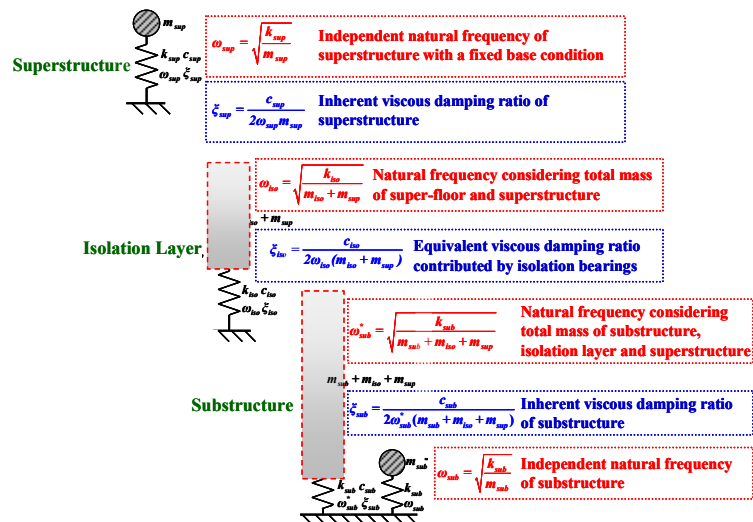 m_sup
Superstructure
k_sup c_sup
ω_sup ξ_sup
ω_sup = √(k_sup / m_sup)
Independent natural frequency of
superstructure with a fixed base condition
ξ_sup = c_sup / 2ω_sup m_sup
Inherent viscous damping ratio of
superstructure
Isolation Layer
so + m_sup
k_iso c_iso
ω_iso ξ_iso
ω_iso = √(k_iso / m_iso + m_sup)
Natural frequency considering total mass
of super-floor and superstructure
ξ_iso = c_iso / 2ω_iso (m_iso + m_sup)
Equivalent viscous damping ratio
contributed by isolation bearings
Substructure
m_sub + m_iso + m_sup
k_sub c_sub
ω*_sub ξ_sub
ω*_sub = √(k_sub / m_sub + m_iso + m_sup)
Natural frequency considering
total mass of substructure,
isolation layer and superstructure
ξ_sub = c_sub / 2ω*_sub (m_sub + m_iso + m_sup)
Inherent viscous damping ratio
of substructure
m_sub
k_sub
ω_sub
ω_sub = √(k_sub / m_sub)
Independent natural frequency
of substructure